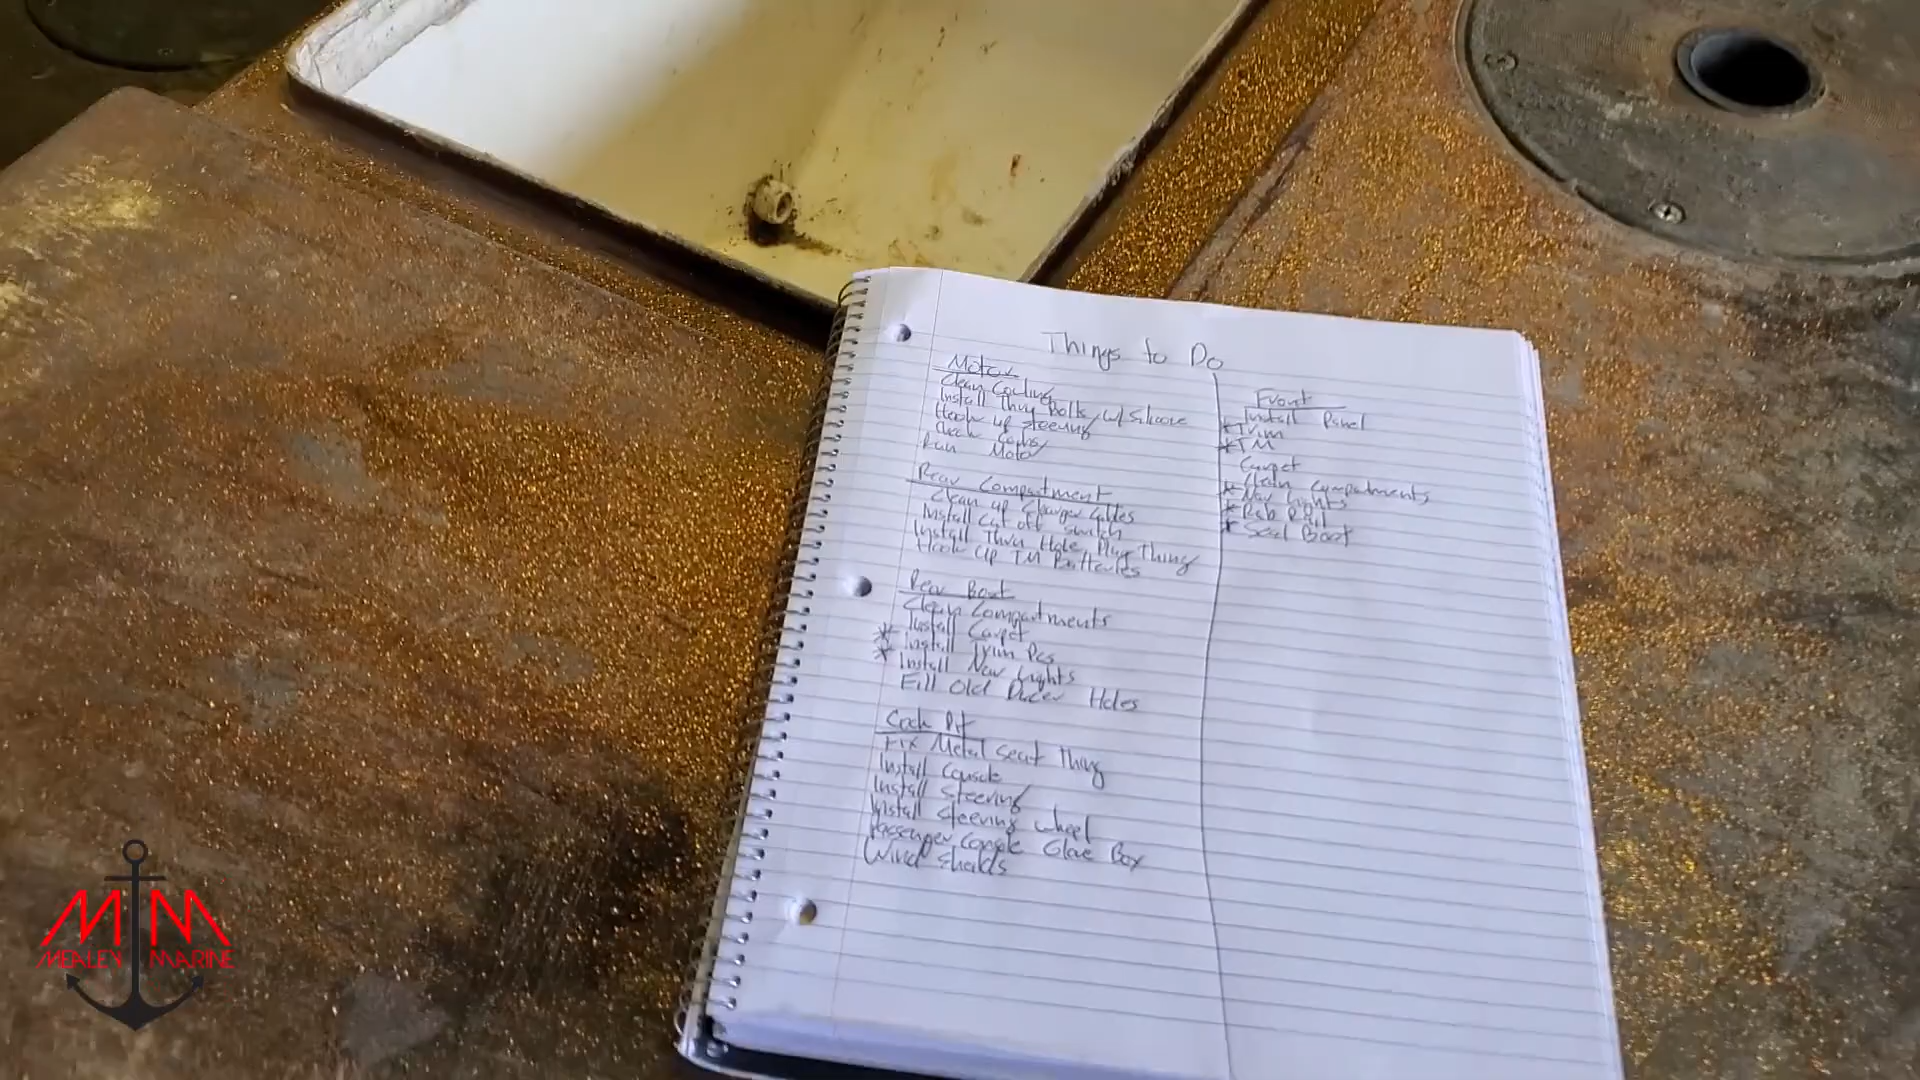 Things to Do
Motor
Clean Cooling
Install Thru Bolts w/ Silicone
Hook up steering
Check
Run Motor
Rear Compartment
Clean up Charger Cables
Install Cut off Switch
Install Thru Hole Plug Thing
Hook Up TM Batteries
Rear Boat
Clean Compartments
Install Carpet
* Install Trim Pcs
* Install Nav Lights
Fill Old Ducer Holes
Cock Pit
Fix Metal Seat Thing
Install Console
Install Steering
Install Steering Wheel
Passenger Console Glove Box
Wind Sheilds
Front
Install Panel
* Trim
* TM
Carpet
Clean Compartments
* Nav Lights
* Rub Rail
* Seal Boat
MM
MEALEY MARINE